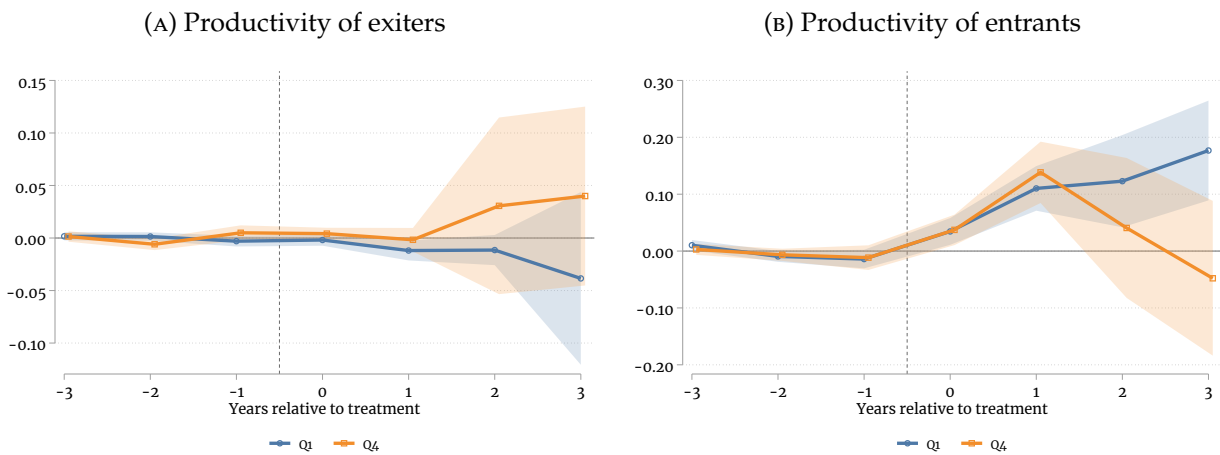 (A) Productivity of exiters
0.15
0.10
0.05
0.00
−0.05
−0.10
-3 -2 -1 0 1 2 3
Years relative to treatment
Q1 Q4
(B) Productivity of entrants
0.30
0.20
0.10
0.00
−0.10
−0.20
-3 -2 -1 0 1 2 3
Years relative to treatment
Q1 Q4